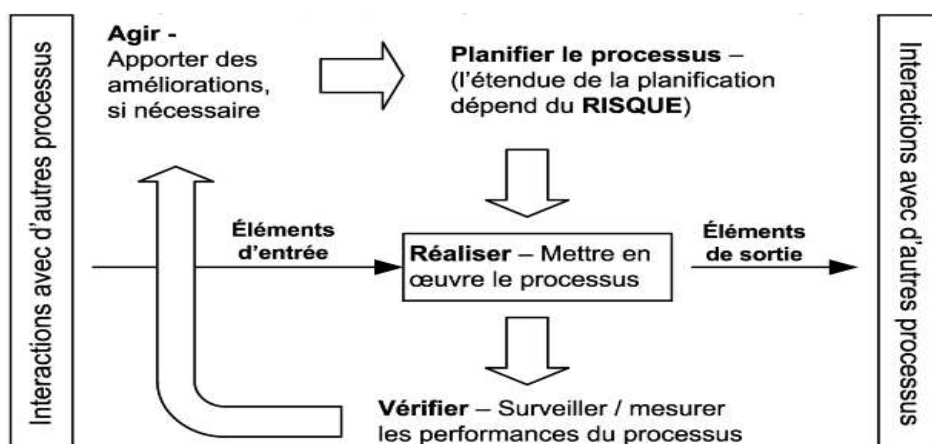 Interactions avec d'autres processus
Agir -
Apporter des
améliorations,
si nécessaire
Planifier le processus –
(l'étendue de la planification
dépend du RISQUE)
Éléments
d'entrée
Réaliser – Mettre en
œuvre le processus
Éléments
de sortie
Vérifier – Surveiller / mesurer
les performances du processus
Interactions avec d'autres processus